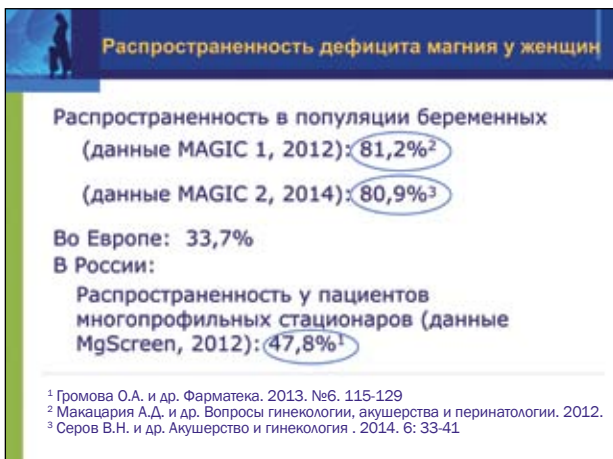 Распространенность дефицита магния у женщин
Распространенность в популяции беременных
(данные MAGIC 1, 2012): 81,2%²
(данные MAGIC 2, 2014): 80,9%³
Во Европе: 33,7%
В России:
Распространенность у пациентов
многопрофильных стационаров (данные
MgScreen, 2012): 47,8%¹
¹ Громова О.А. и др. Фарматека. 2013. №6. 115-129
² Макацария А.Д. и др. Вопросы гинекологии, акушерства и перинатологии. 2012.
³ Серов В.Н. и др. Акушерство и гинекология . 2014. 6: 33-41